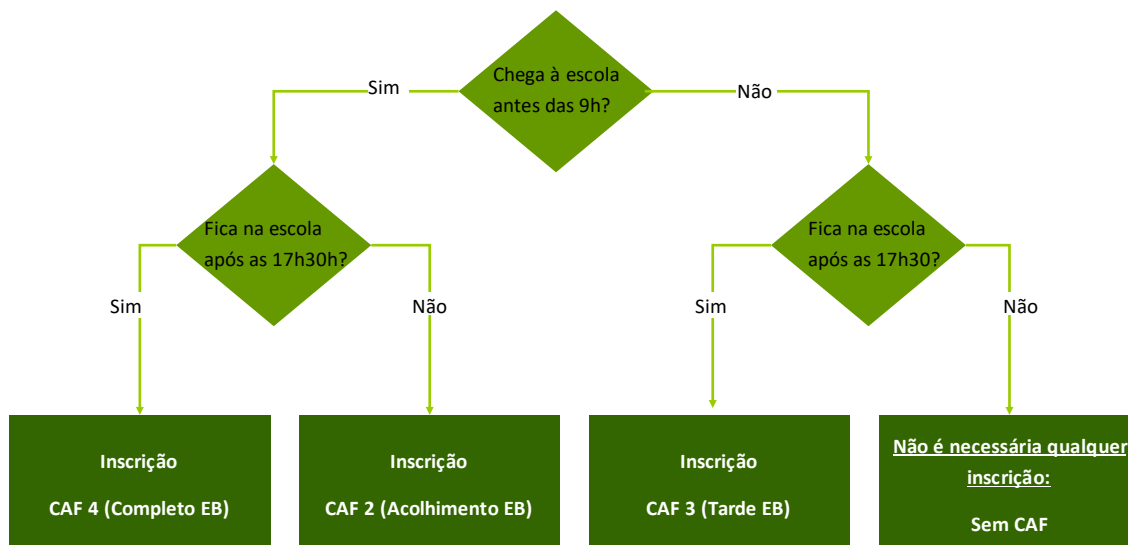 Chega à escola
antes das 9h?
Sim
Não
Fica na escola
após as 17h30h?
Fica na escola
após as 17h30?
Sim
Não
Sim
Não
Inscrição
CAF 4 (Completo EB)
Inscrição
CAF 2 (Acolhimento EB)
Inscrição
CAF 3 (Tarde EB)
Não é necessária qualquer
inscrição:
Sem CAF